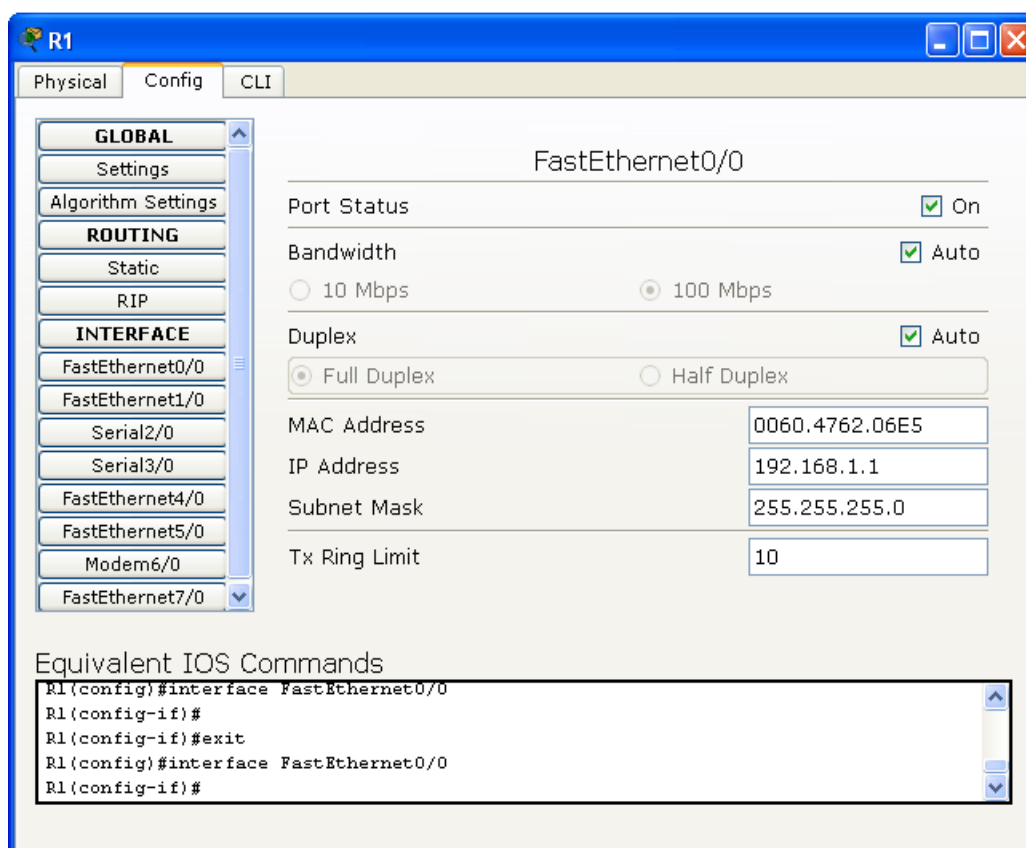 R1
Physical Config CLI
GLOBAL
Settings
Algorithm Settings
ROUTING
Static
RIP
INTERFACE
FastEthernet0/0
FastEthernet1/0
Serial2/0
Serial3/0
FastEthernet4/0
FastEthernet5/0
Modem6/0
FastEthernet7/0
FastEthernet0/0
Port Status On
Bandwidth Auto
10 Mbps 100 Mbps
Duplex Auto
Full Duplex Half Duplex
MAC Address 0060.4762.06E5
IP Address 192.168.1.1
Subnet Mask 255.255.255.0
Tx Ring Limit 10
Equivalent IOS Commands
R1(config)#interface FastEthernet0/0
R1(config-if)#
R1(config-if)#exit
R1(config)#interface FastEthernet0/0
R1(config-if)#